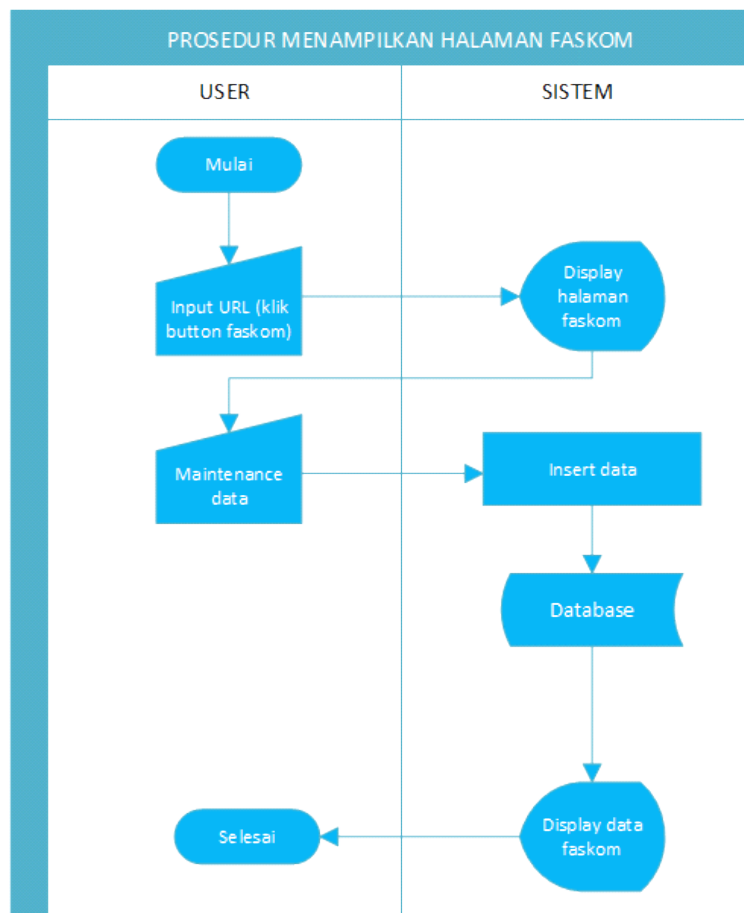 PROSEDUR MENAMPILKAN HALAMAN FASKOM
USER
SISTEM
Mulai
Input URL (klik
button faskom)
Display
halaman
faskom
Maintenance
data
Insert data
Database
Display data
faskom
Selesai